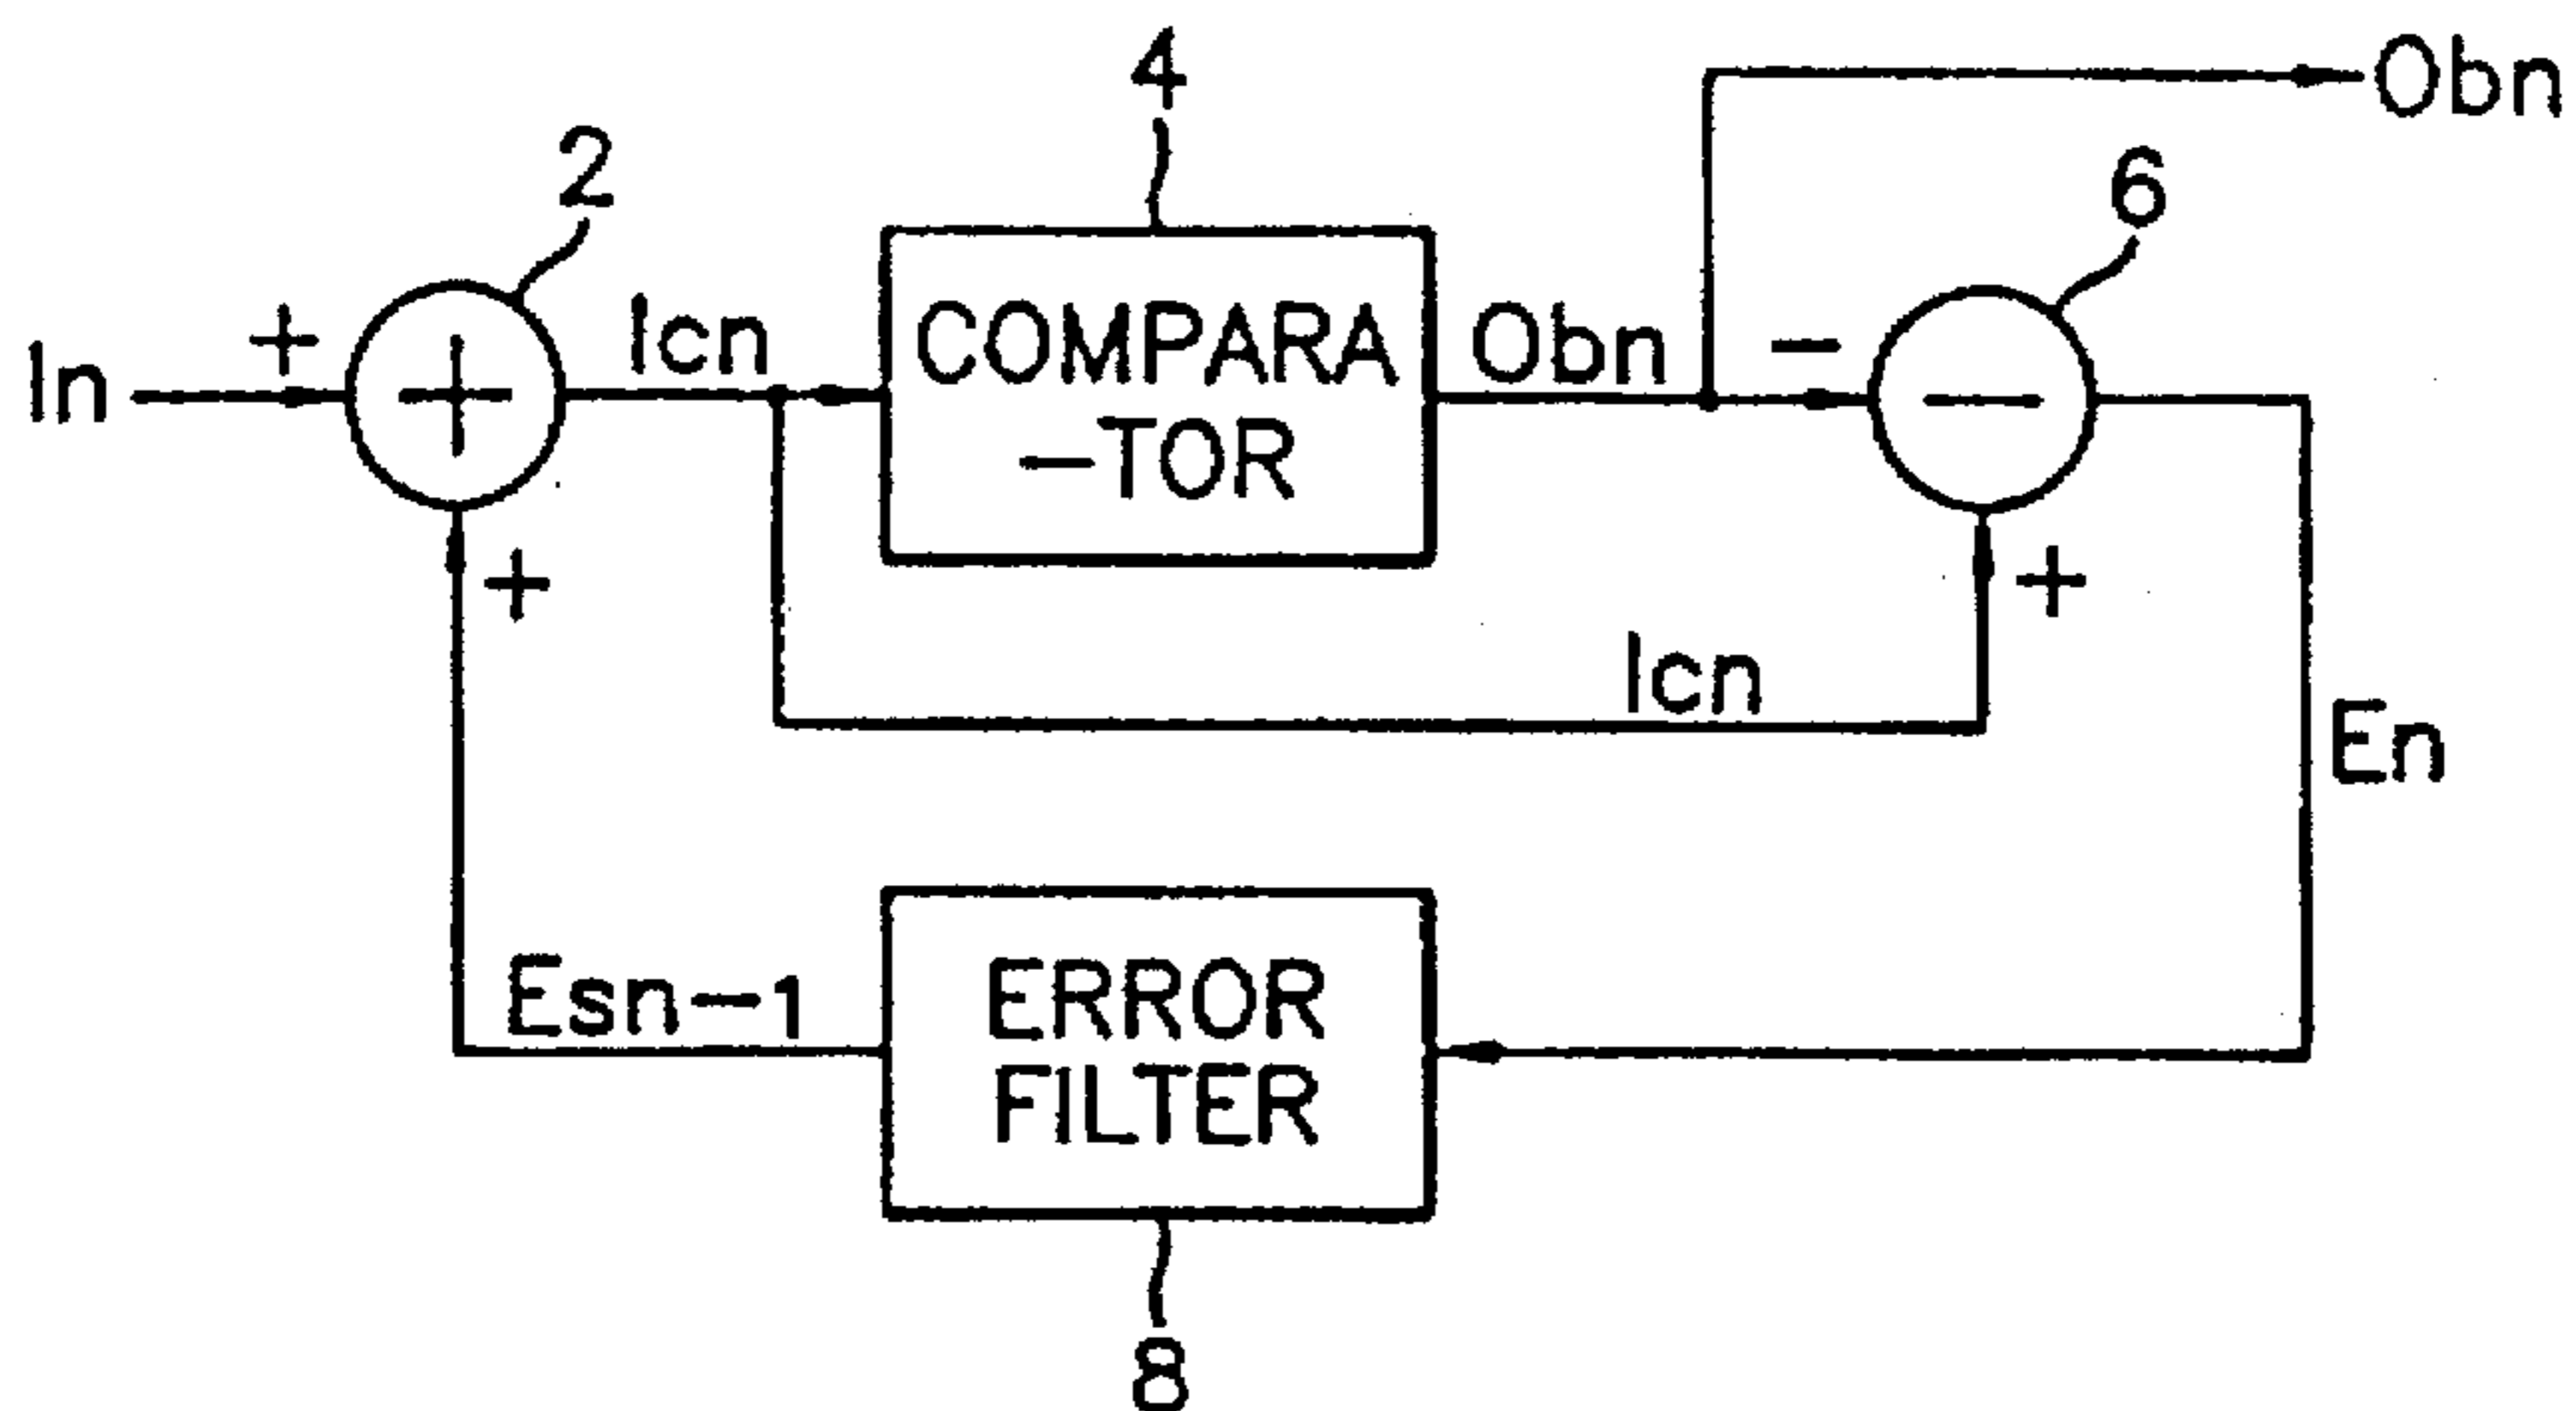 4
Obn
2
6
+
Icn
COMPARA
-TOR
Obn
-
In
+
-
+
+
Icn
En
Esn-1
ERROR
FILTER
8